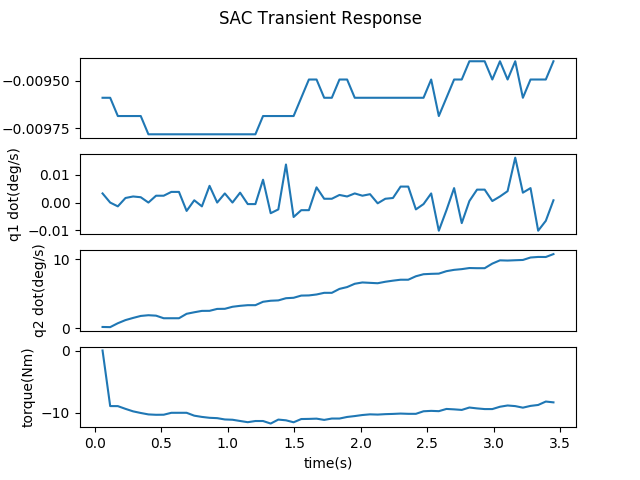 SAC Transient Response
−0.00950
−0.00975
q1 dot(deg/s)
0.01
0.00
−0.01
q2 dot(deg/s)
10
0
torque(Nm)
0
−10
0.0 0.5 1.0 1.5 2.0 2.5 3.0 3.5
time(s)